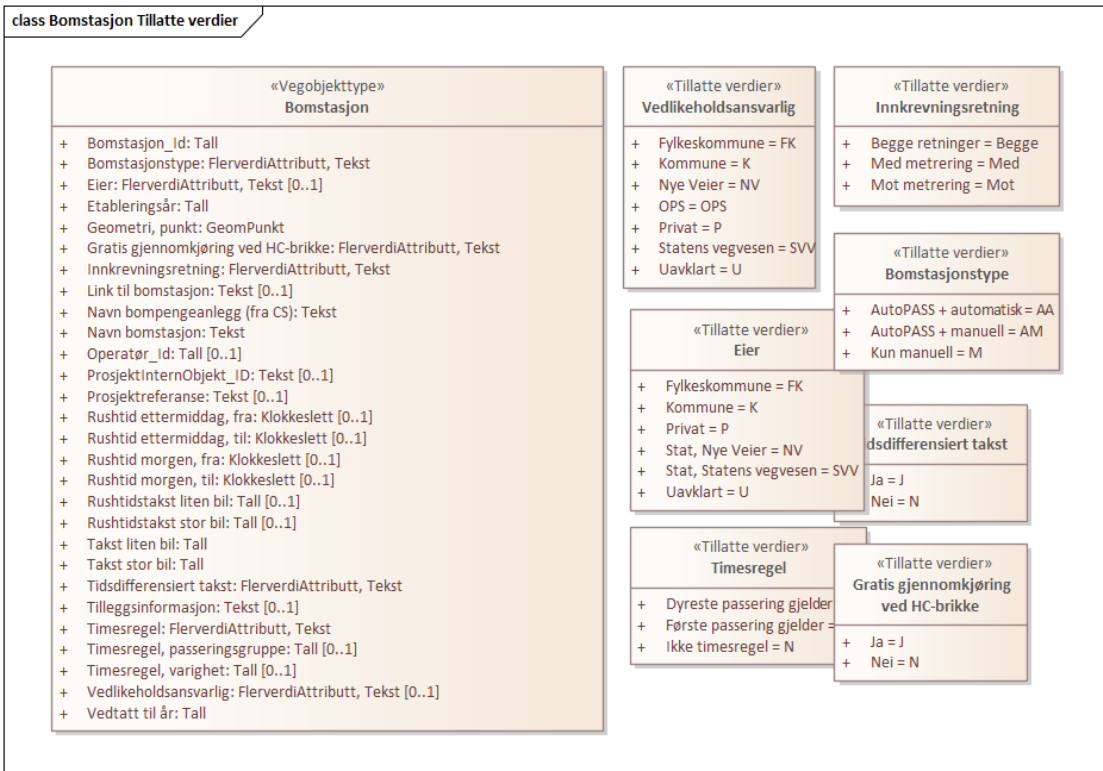 class Bomstasjon Tillatte verdier
«Vegobjekttype»
Bomstasjon
+ Bomstasjon_Id: Tall
+ Bomstasjonstype: FlerverdiAttributt, Tekst
+ Eier: FlerverdiAttributt, Tekst [0..1]
+ Etableringsår: Tall
+ Geometri, punkt: GeomPunkt
+ Gratis gjennomkjøring ved HC-brikke: FlerverdiAttributt, Tekst
+ Innkrevningsretning: FlerverdiAttributt, Tekst
+ Link til bomstasjon: Tekst [0..1]
+ Navn bompengeanlegg (fra CS): Tekst
+ Navn bomstasjon: Tekst
+ Operatør_Id: Tall [0..1]
+ ProsjektInternObjekt_ID: Tekst [0..1]
+ Prosjektreferanse: Tekst [0..1]
+ Rushtid ettermiddag, fra: Klokkeslett [0..1]
+ Rushtid ettermiddag, til: Klokkeslett [0..1]
+ Rushtid morgen, fra: Klokkeslett [0..1]
+ Rushtid morgen, til: Klokkeslett [0..1]
+ Rushtidstakst liten bil: Tall [0..1]
+ Rushtidstakst stor bil: Tall [0..1]
+ Takst liten bil: Tall
+ Takst stor bil: Tall
+ Tidsdifferensiert takst: FlerverdiAttributt, Tekst
+ Tilleggsinformasjon: Tekst [0..1]
+ Timesregel: FlerverdiAttributt, Tekst
+ Timesregel, passeringsgruppe: Tall [0..1]
+ Timesregel, varighet: Tall [0..1]
+ Vedlikeholdsansvarlig: FlerverdiAttributt, Tekst [0..1]
+ Vedtatt til år: Tall
«Tillatte verdier»
Vedlikeholdsansvarlig
+ Fylkeskommune = FK
+ Kommune = K
+ Nye Veier = NV
+ OPS = OPS
+ Privat = P
+ Statens vegvesen = SVV
+ Uavklart = U
«Tillatte verdier»
Innkrevningsretning
+ Begge retninger = Begge
+ Med metrering = Med
+ Mot metrering = Mot
«Tillatte verdier»
Bomstasjonstype
+ AutoPASS + automatisk = AA
+ AutoPASS + manuell = AM
+ Kun manuell = M
«Tillatte verdier»
Eier
+ Fylkeskommune = FK
+ Kommune = K
+ Privat = P
+ Stat, Nye Veier = NV
+ Stat, Statens vegvesen = SVV
+ Uavklart = U
«Tillatte verdier»
dsdifferensiert takst
Ja = J
Nei = N
«Tillatte verdier»
Timesregel
+ Dyreste passering gjelder
+ Første passering gjelder =
+ Ikke timesregel = N
«Tillatte verdier»
Gratis gjennomkjøring
ved HC-brikke
+ Ja = J
+ Nei = N